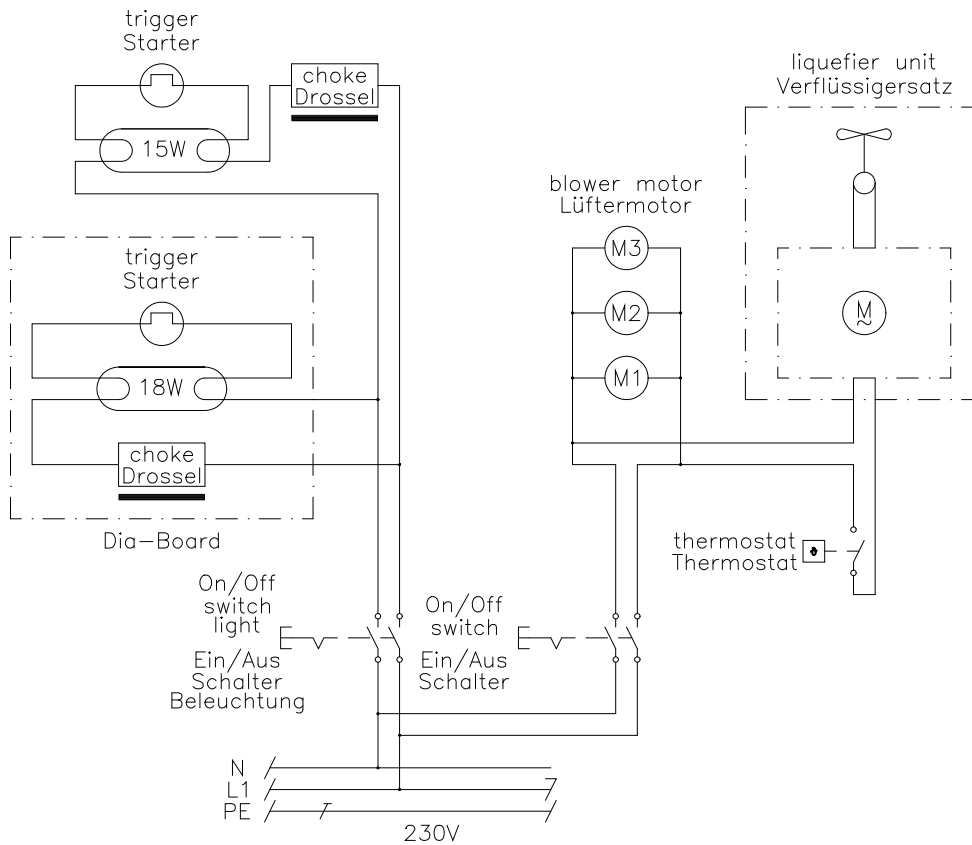 trigger
Starter
choke
Drossel
15W
liquefier unit
Verflüssigersatz
blower motor
Lüftermotor
M3
M2
M1
M
~
trigger
Starter
18W
choke
Drossel
Dia-Board
thermostat
Thermostat
ϑ
On/Off
switch
light
Ein/Aus
Schalter
Beleuchtung
On/Off
switch
Ein/Aus
Schalter
N
L1
PE
230V